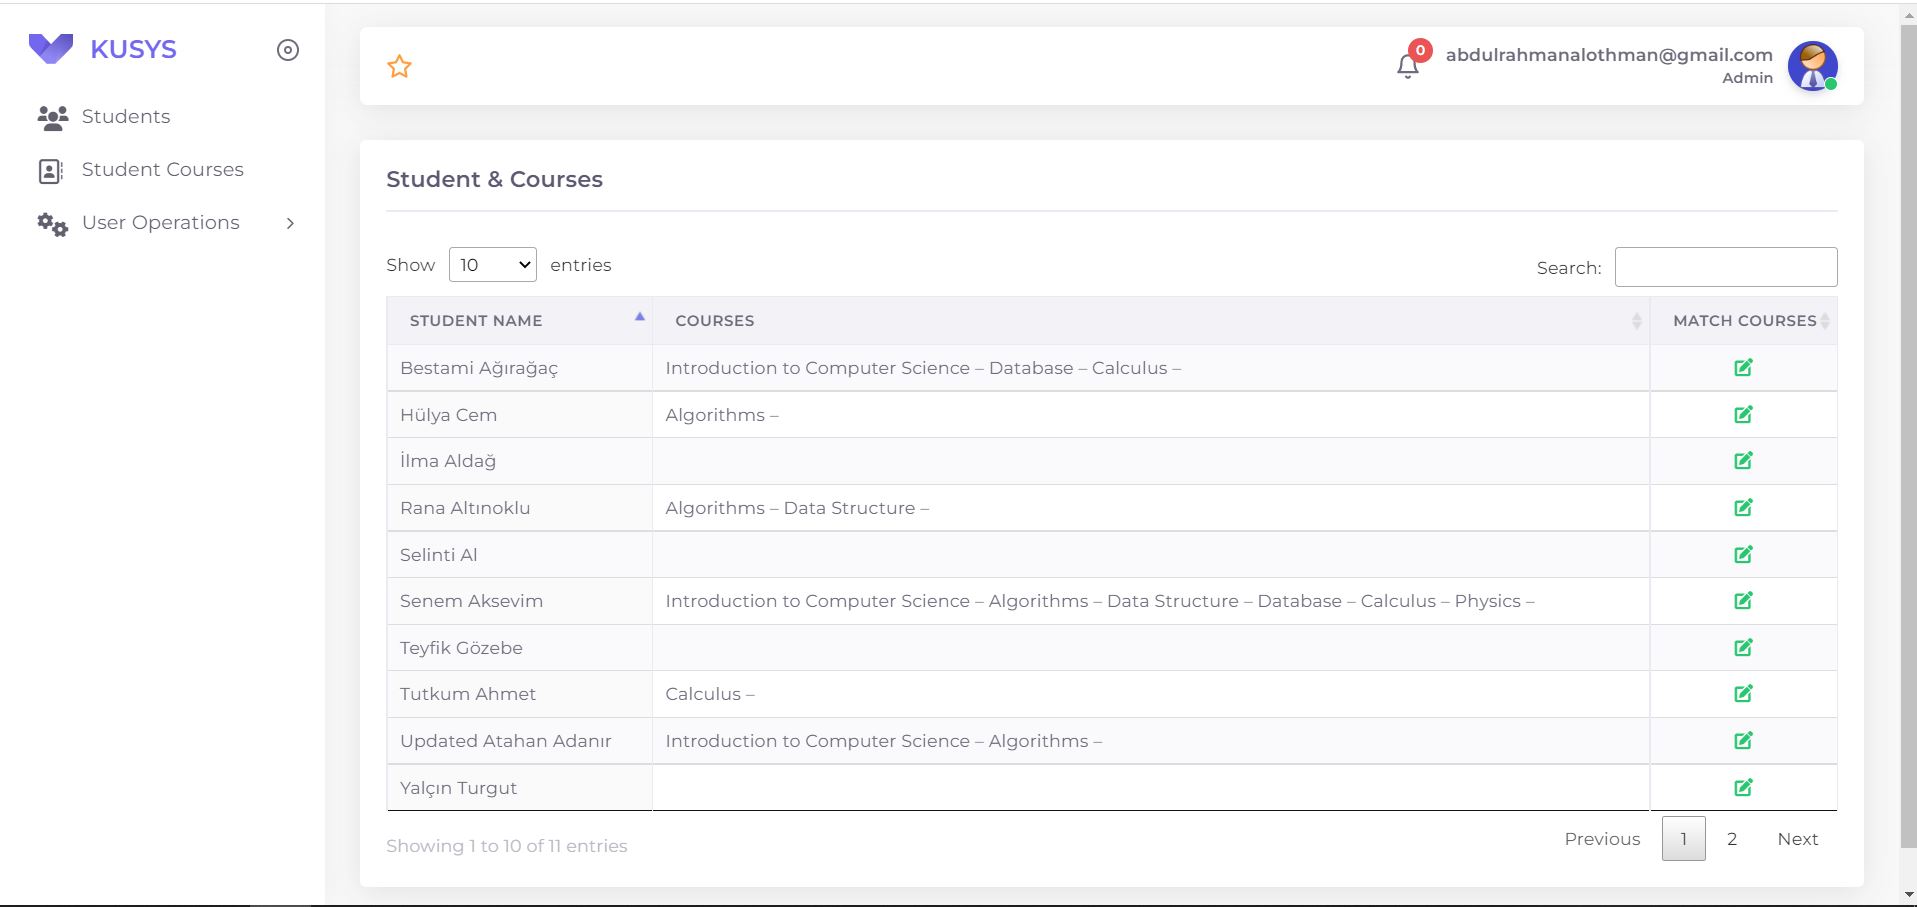 KUSYS
Students
Student Courses
User Operations
0
abdulrahmanalothman@gmail.com
Admin
Student & Courses
Show 10 entries
Search:
STUDENT NAME COURSES MATCH COURSES
Bestami Ağırağaç Introduction to Computer Science – Database – Calculus –
Hülya Cem Algorithms –
İlma Aldağ
Rana Altınoklu Algorithms – Data Structure –
Selinti Al
Senem Aksevim Introduction to Computer Science – Algorithms – Data Structure – Database – Calculus – Physics –
Teyfik Gözebe
Tutkum Ahmet Calculus –
Updated Atahan Adanır Introduction to Computer Science – Algorithms –
Yalçın Turgut
Showing 1 to 10 of 11 entries
Previous 1 2 Next